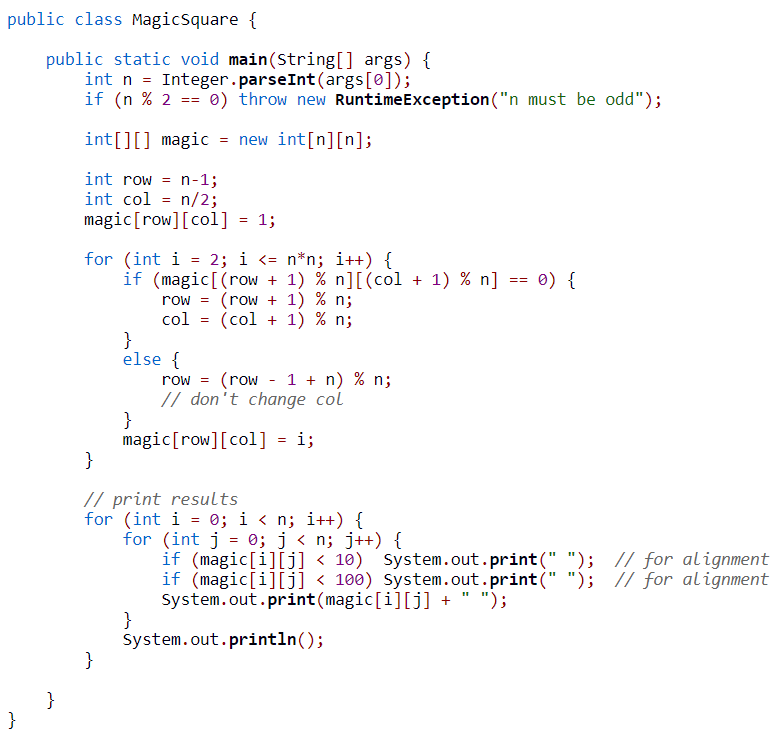 public class MagicSquare {
    public static void main(String[] args) {
        int n = Integer.parseInt(args[0]);
        if (n % 2 == 0) throw new RuntimeException("n must be odd");
        int[][] magic = new int[n][n];
        int row = n-1;
        int col = n/2;
        magic[row][col] = 1;
        for (int i = 2; i <= n*n; i++) {
            if (magic[(row + 1) % n][(col + 1) % n] == 0) {
                row = (row + 1) % n;
                col = (col + 1) % n;
            }
            else {
                row = (row - 1 + n) % n;
                // don't change col
            }
            magic[row][col] = i;
        }
        // print results
        for (int i = 0; i < n; i++) {
            for (int j = 0; j < n; j++) {
                if (magic[i][j] < 10)  System.out.print(" ");  // for alignment
                if (magic[i][j] < 100) System.out.print(" ");  // for alignment
                System.out.print(magic[i][j] + " ");
            }
            System.out.println();
        }
    }
}